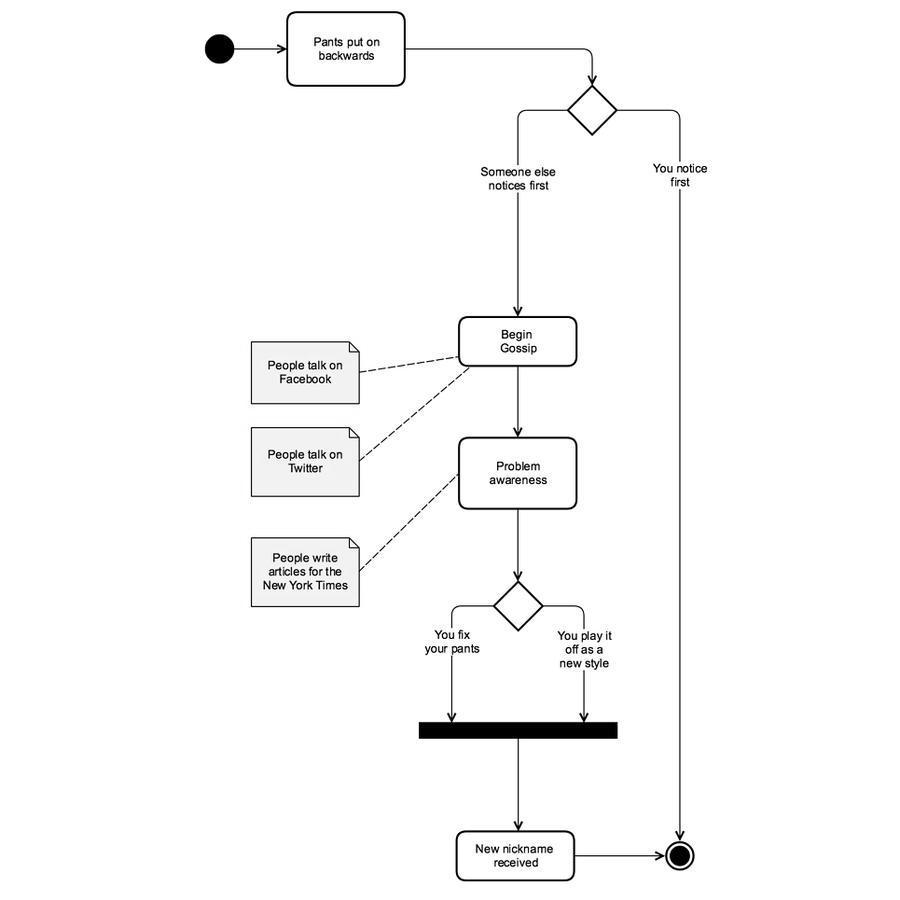 Pants put on
backwards
Someone else
notices first
You notice
first
Begin
Gossip
People talk on
Facebook
People talk on
Twitter
Problem
awareness
People write
articles for the
New York Times
You fix
your pants
You play it
off as a
new style
New nickname
received